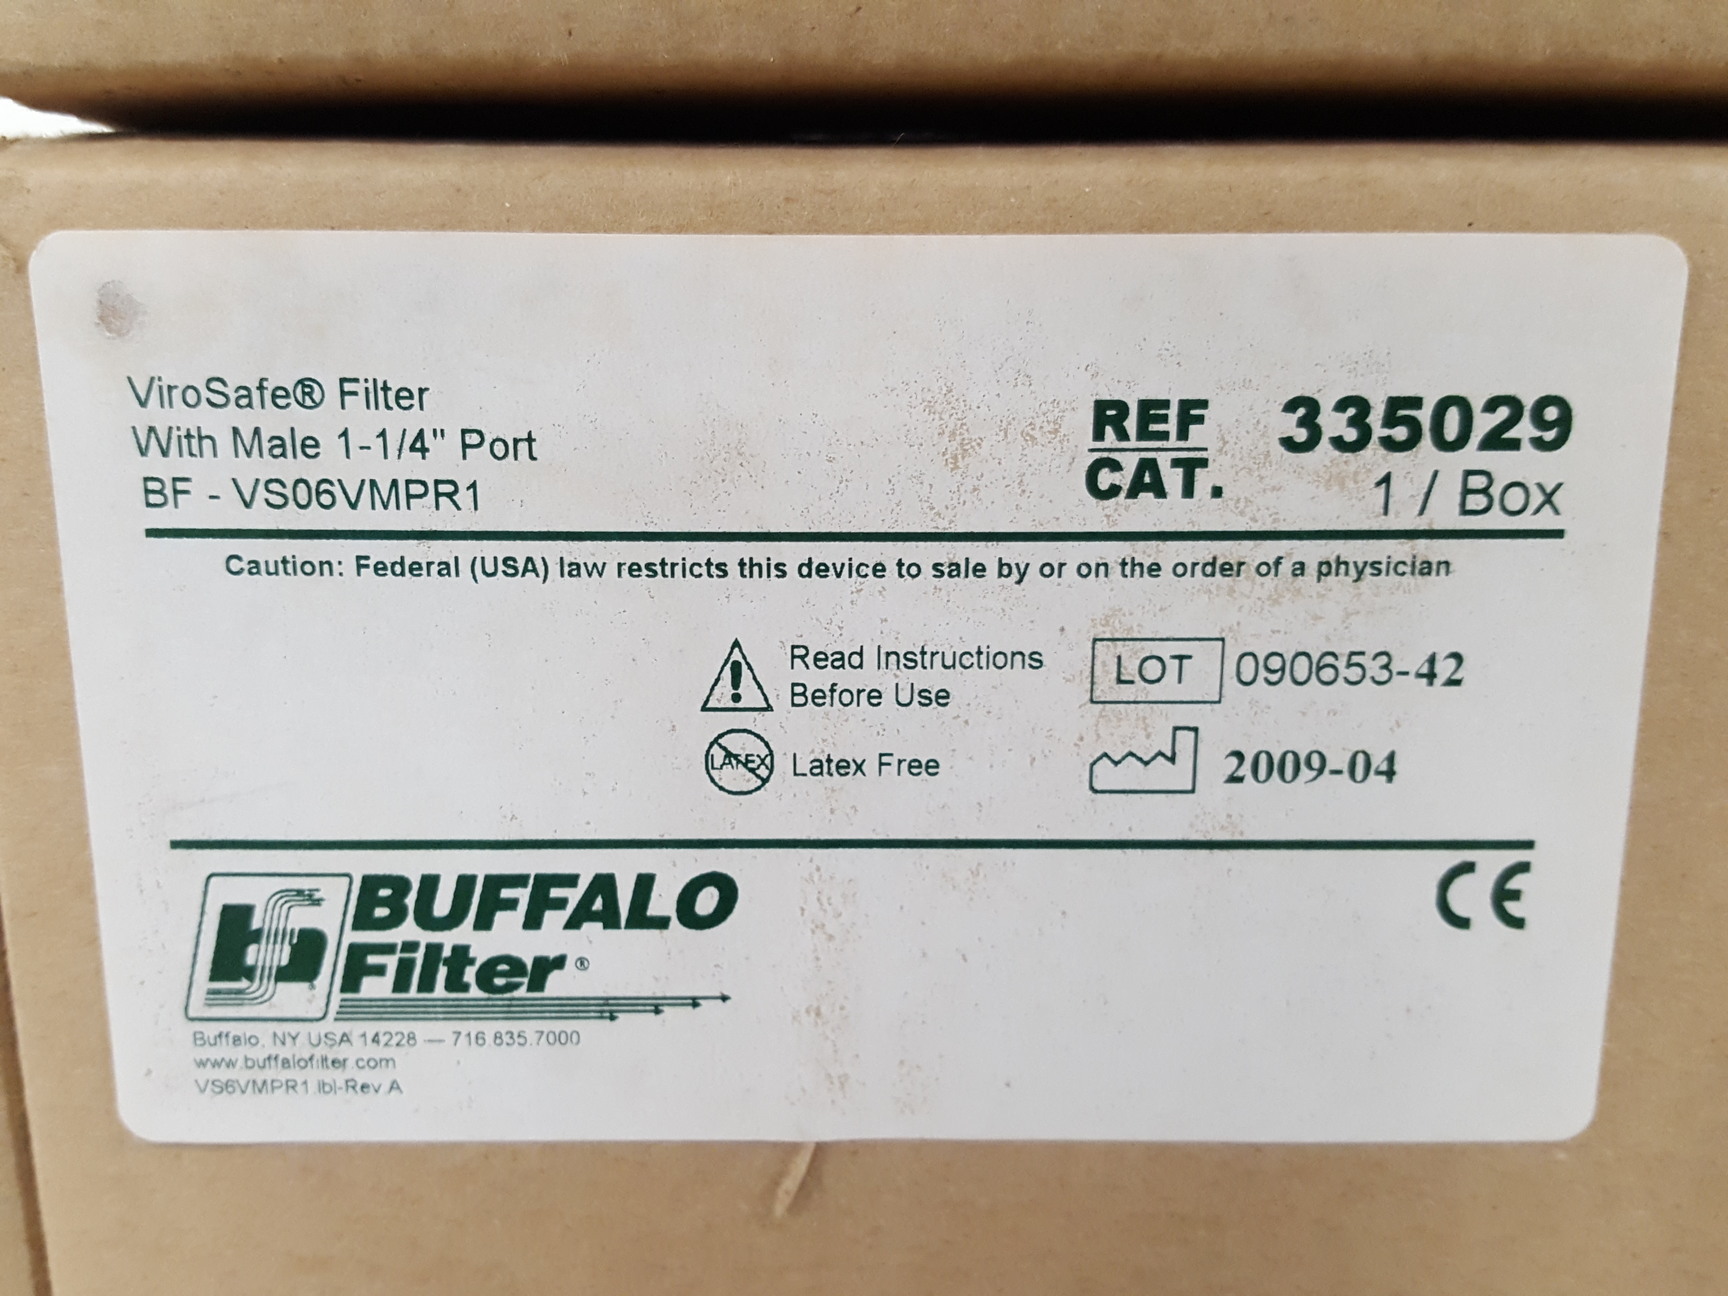 ViroSafe® Filter
With Male 1-1/4" Port
BF - VS06VMPR1
REF 335029
CAT. 1 / Box
Caution: Federal (USA) law restricts this device to sale by or on the order of a physician
Read Instructions
Before Use
LOT 090653-42
LATEX Latex Free
2009-04
b BUFFALO
Filter®
CE
Buffalo, NY USA 14228 — 716.835.7000
www.buffalofilter.com
VS6VMPR1.lbl-Rev.A